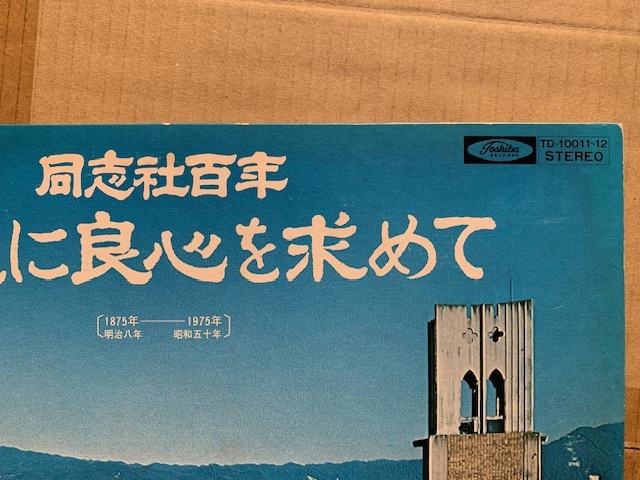 Toshiba
RECORDS
TD-10011~12
STEREO
同志社百年
に良心を求めて
1875年——1975年
明治八年 昭和五十年